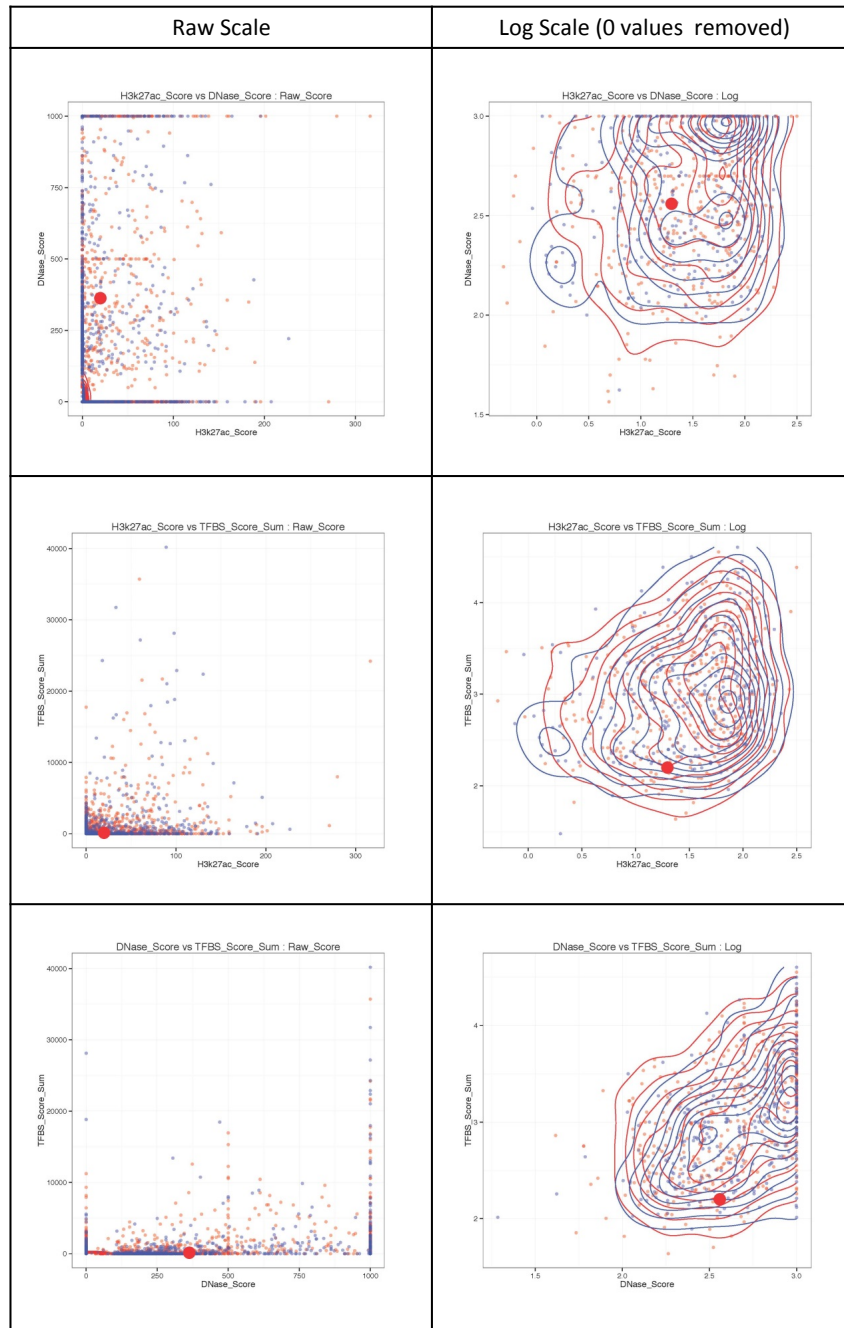 Raw Scale
Log Scale (0 values removed)
H3k27ac_Score vs DNase_Score : Raw_Score
1000
750
500
250
0
DNase_Score
0
100
200
300
H3k27ac_Score
H3k27ac_Score vs DNase_Score : Log
3.0
2.5
2.0
1.5
DNase_Score
0.0
0.5
1.0
1.5
2.0
2.5
H3k27ac_Score
H3k27ac_Score vs TFBS_Score_Sum : Raw_Score
40000
30000
20000
10000
0
TFBS_Score_Sum
0
100
200
300
H3k27ac_Score
H3k27ac_Score vs TFBS_Score_Sum : Log
4
3
2
TFBS_Score_Sum
0.0
0.5
1.0
1.5
2.0
2.5
H3k27ac_Score
DNase_Score vs TFBS_Score_Sum : Raw_Score
40000
30000
20000
10000
0
TFBS_Score_Sum
0
250
500
750
1000
DNase_Score
DNase_Score vs TFBS_Score_Sum : Log
4
3
2
TFBS_Score_Sum
1.5
2.0
2.5
3.0
DNase_Score